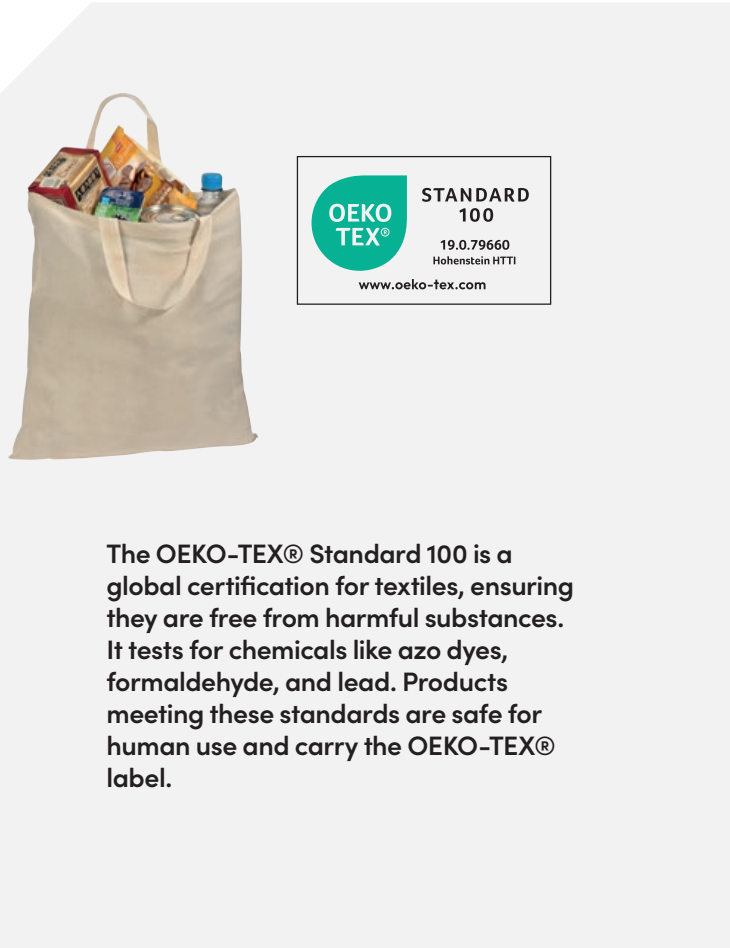 OEKO
TEX®
STANDARD
100
19.0.79660
Hohenstein HTTI
www.oeko-tex.com
The OEKO-TEX® Standard 100 is a
global certification for textiles, ensuring
they are free from harmful substances.
It tests for chemicals like azo dyes,
formaldehyde, and lead. Products
meeting these standards are safe for
human use and carry the OEKO-TEX®
label.